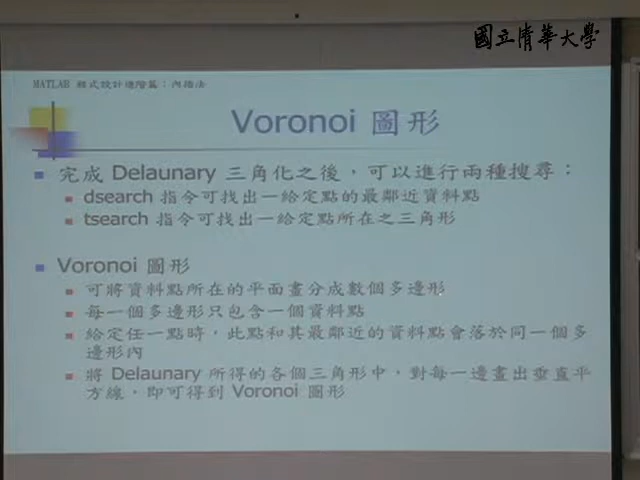 國立清華大學
MATLAB 程式設計進階篇：內插法
Voronoi 圖形
完成 Delaunary 三角化之後，可以進行兩種搜尋：
dsearch 指令可找出一給定點的最鄰近資料點
tsearch 指令可找出一給定點所在之三角形
Voronoi 圖形
可將資料點所在的平面畫分成數個多邊形
每一個多邊形只包含一個資料點
給定任一點時，此點和其最鄰近的資料點會落於同一個多
邊形內
將 Delaunary 所得的各個三角形中，對每一邊畫出垂直平
方線，即可得到 Voronoi 圖形